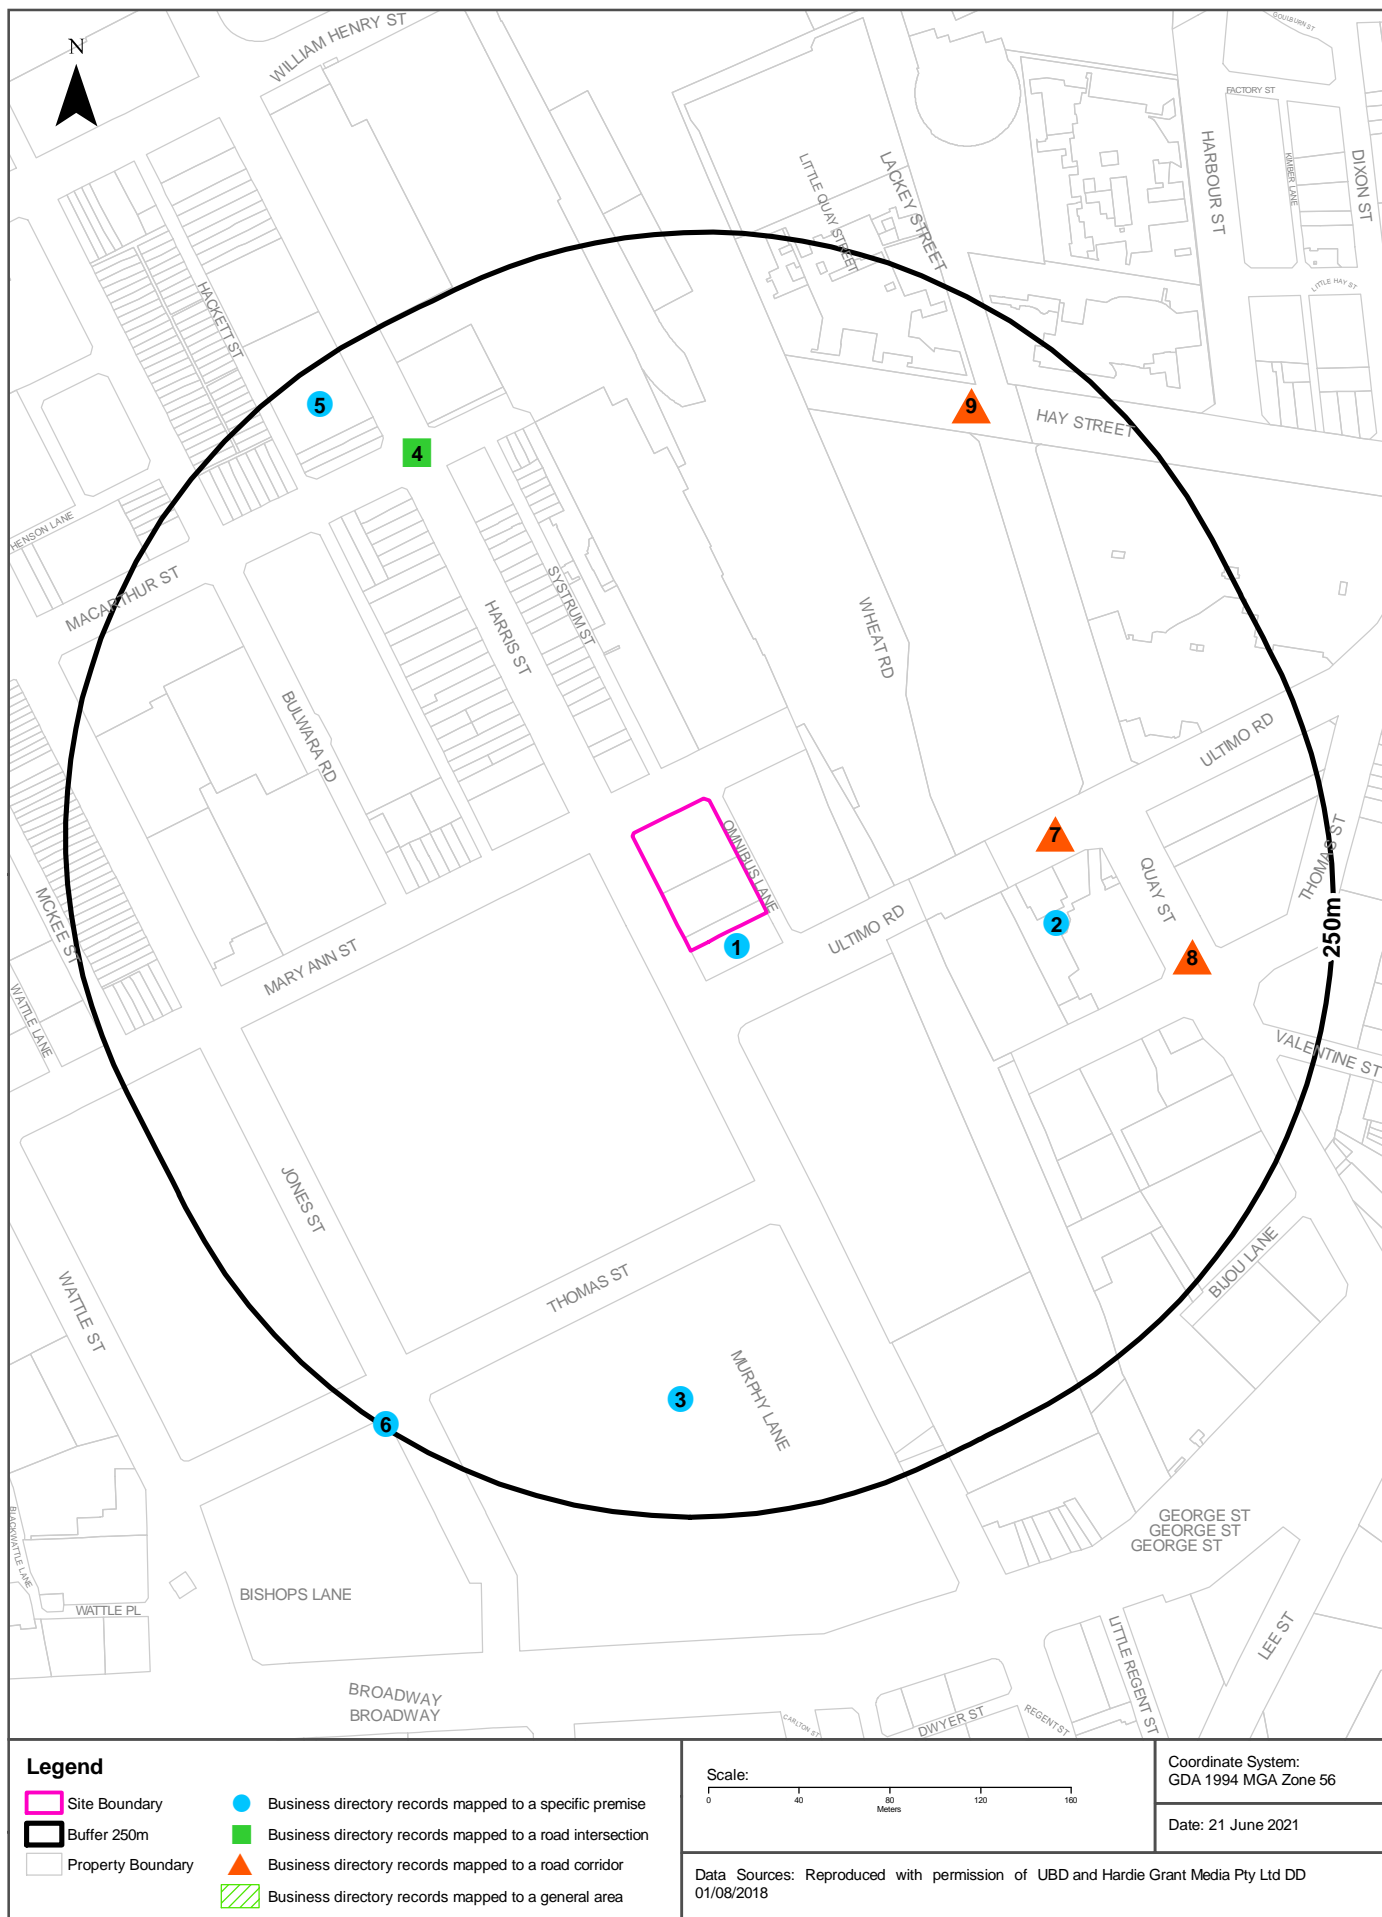 N
WILLIAM HENRY ST
GOULBURN ST
FACTORY ST
HARBOUR ST
KIMBER LANE
DIXON ST
LITTLE QUAY STREET
LACKEY STREET
LITTLE HAY ST
HACKETT ST
5
9
HAY STREET
4
HENSON LANE
MACARTHUR ST
SYSTRUM ST
HARRIS ST
WHEAT RD
BULWARA RD
ULTIMO RD
OMNIBUS LANE
7
THOMAS ST
QUAY ST
MCKEE ST
2
ULTIMO RD
250m
1
8
MARY ANN ST
WATTLE LANE
VALENTINE ST
JONES ST
BIJOU LANE
THOMAS ST
WATTLE ST
MURPHY LANE
3
6
BLACKWATTLE LANE
GEORGE ST
GEORGE ST
GEORGE ST
BISHOPS LANE
WATTLE PL
LITTLE REGENT ST
LEE ST
BROADWAY
BROADWAY
CARLTON ST
DWYER ST
REGENT ST
Legend
Site Boundary
Buffer 250m
Property Boundary
Business directory records mapped to a specific premise
Business directory records mapped to a road intersection
Business directory records mapped to a road corridor
Business directory records mapped to a general area
Scale:
0 40 80 120 160
Meters
Coordinate System:
GDA 1994 MGA Zone 56
Date: 21 June 2021
Data Sources: Reproduced with permission of UBD and Hardie Grant Media Pty Ltd DD
01/08/2018